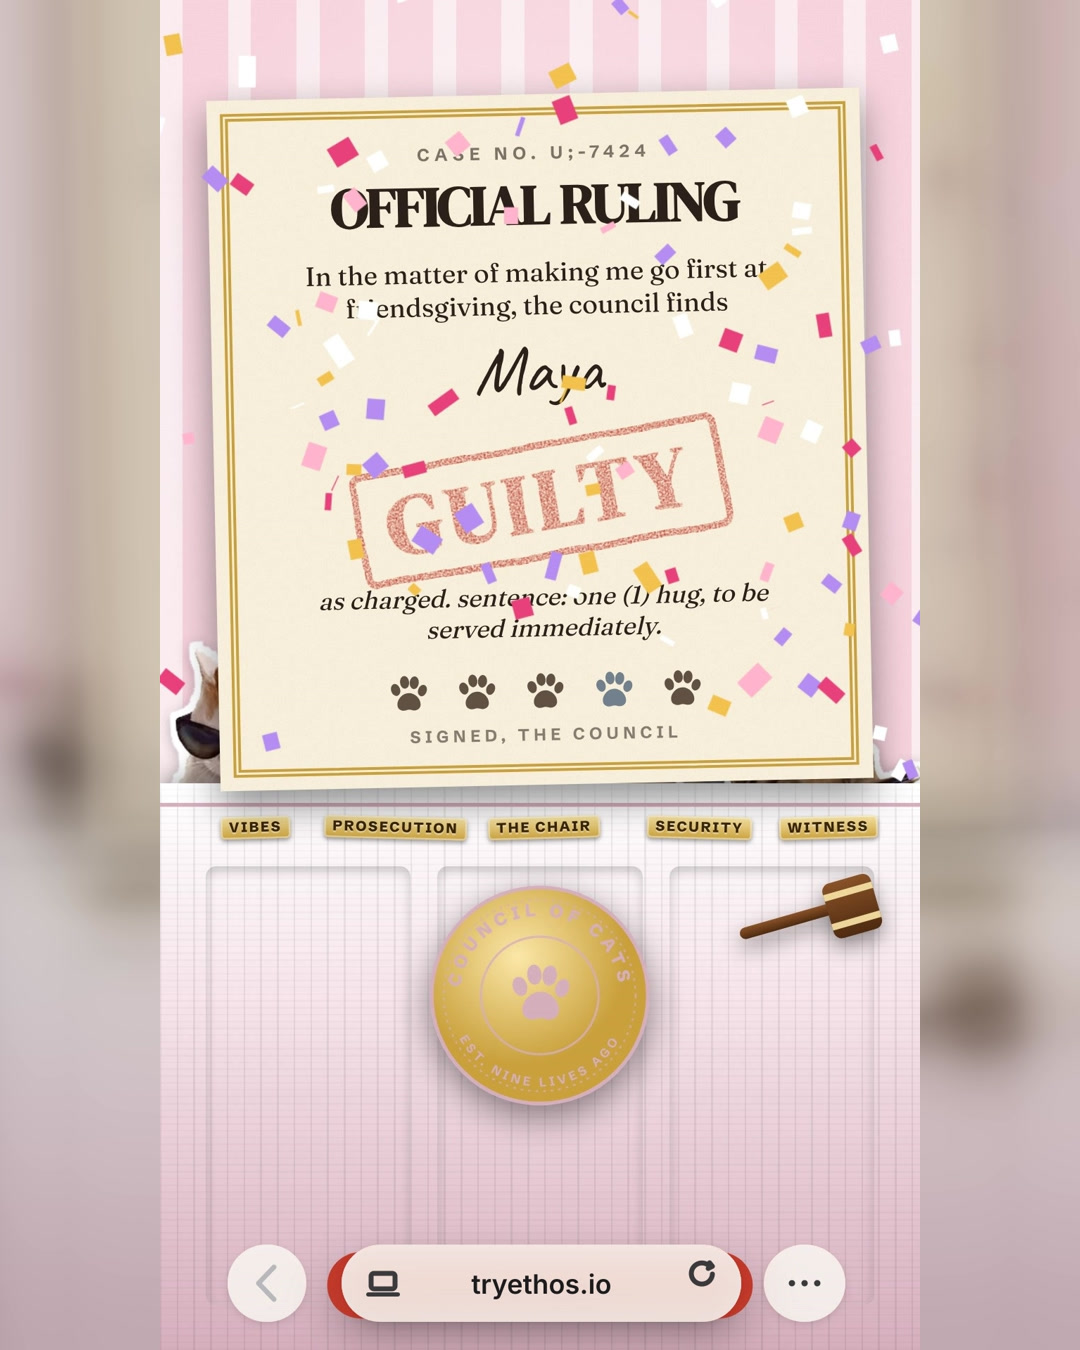 CASE NO. U;-7424
OFFICIAL RULING
In the matter of making me go first at
friendsgiving, the council finds
Maya
GUILTY
as charged. sentence: one (1) hug, to be
served immediately.
SIGNED, THE COUNCIL
VIBES
PROSECUTION
THE CHAIR
SECURITY
WITNESS
COUNCIL OF CATS
EST. NINE LIVES AGO
tryethos.io